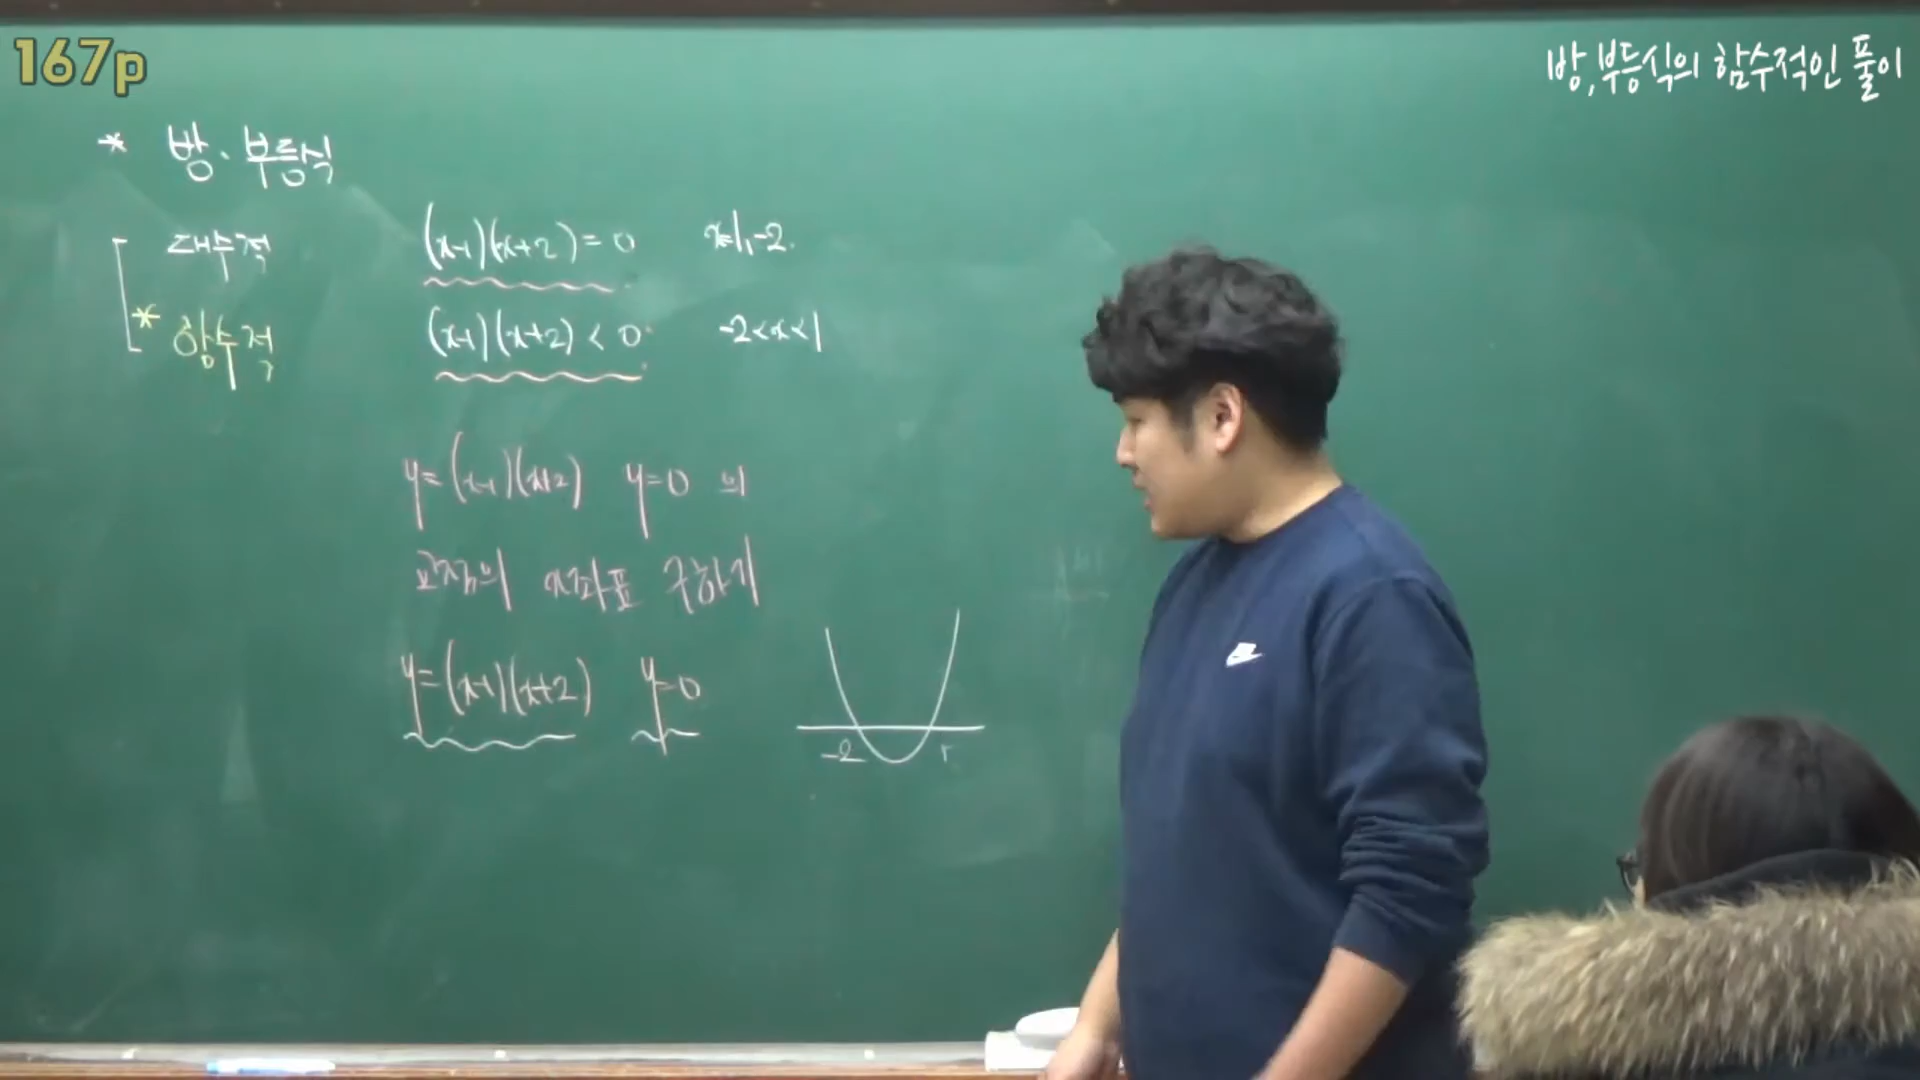 167p
방,부등식의 함수적인 풀이
* 방·부등식
대수적 (x-1)(x+2)=0 x=1,-2.
* 함수적 (x-1)(x+2)<0 -2<x<1
y=(x-1)(x+2) y=0 의
교점의 x좌표 구하기
y=(x-1)(x+2) y=0
-2 1